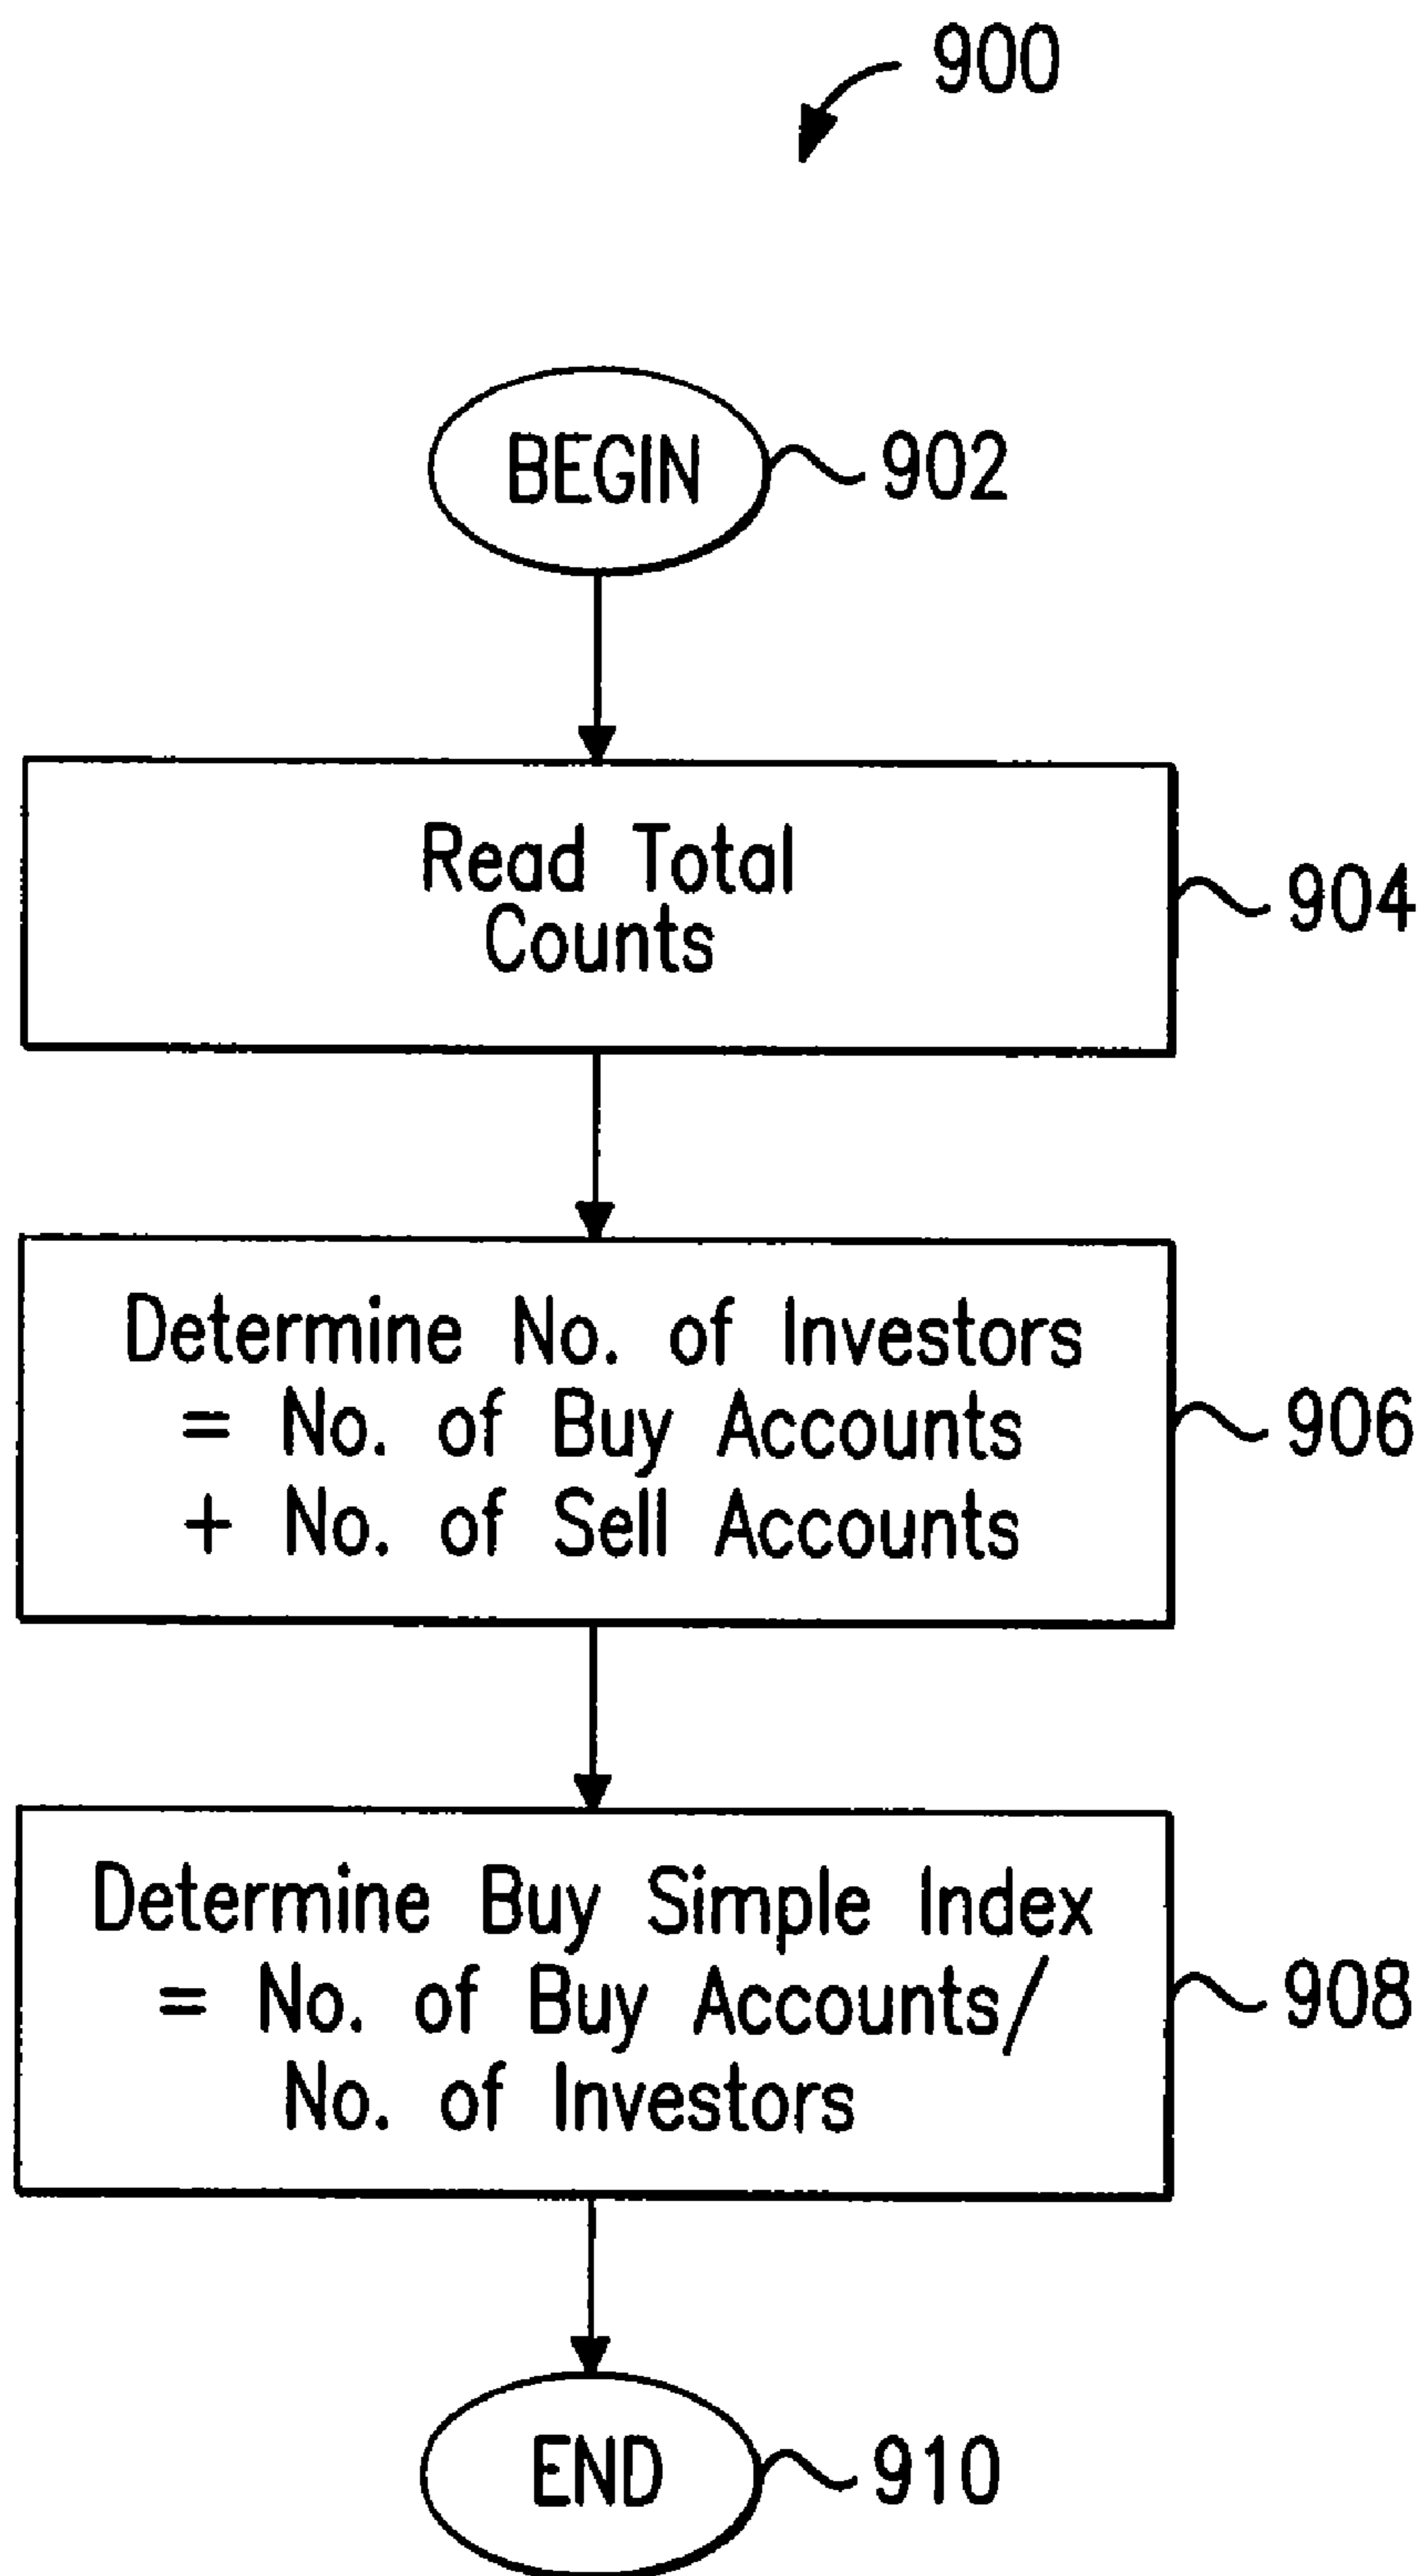 900
BEGIN
902
Read Total
Counts
904
Determine No. of Investors
= No. of Buy Accounts
+ No. of Sell Accounts
906
Determine Buy Simple Index
= No. of Buy Accounts/
No. of Investors
908
END
910